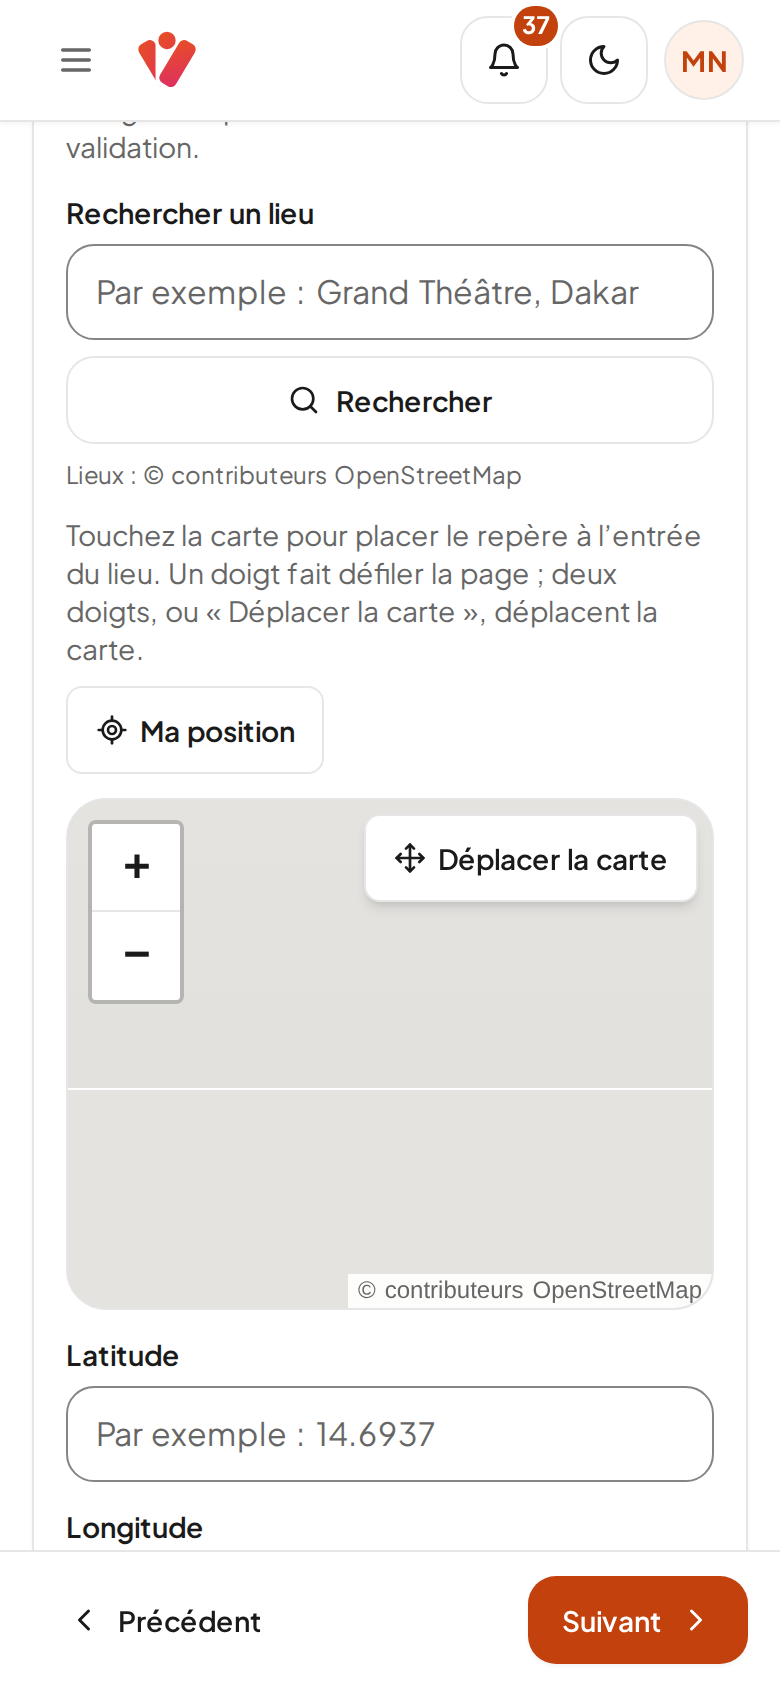 37
MN
validation.
Rechercher un lieu
Par exemple : Grand Théâtre, Dakar
Rechercher
Lieux : © contributeurs OpenStreetMap
Touchez la carte pour placer le repère à l’entrée
du lieu. Un doigt fait défiler la page ; deux
doigts, ou « Déplacer la carte », déplacent la
carte.
Ma position
+
Déplacer la carte
−
© contributeurs OpenStreetMap
Latitude
Par exemple : 14.6937
Longitude
Précédent
Suivant